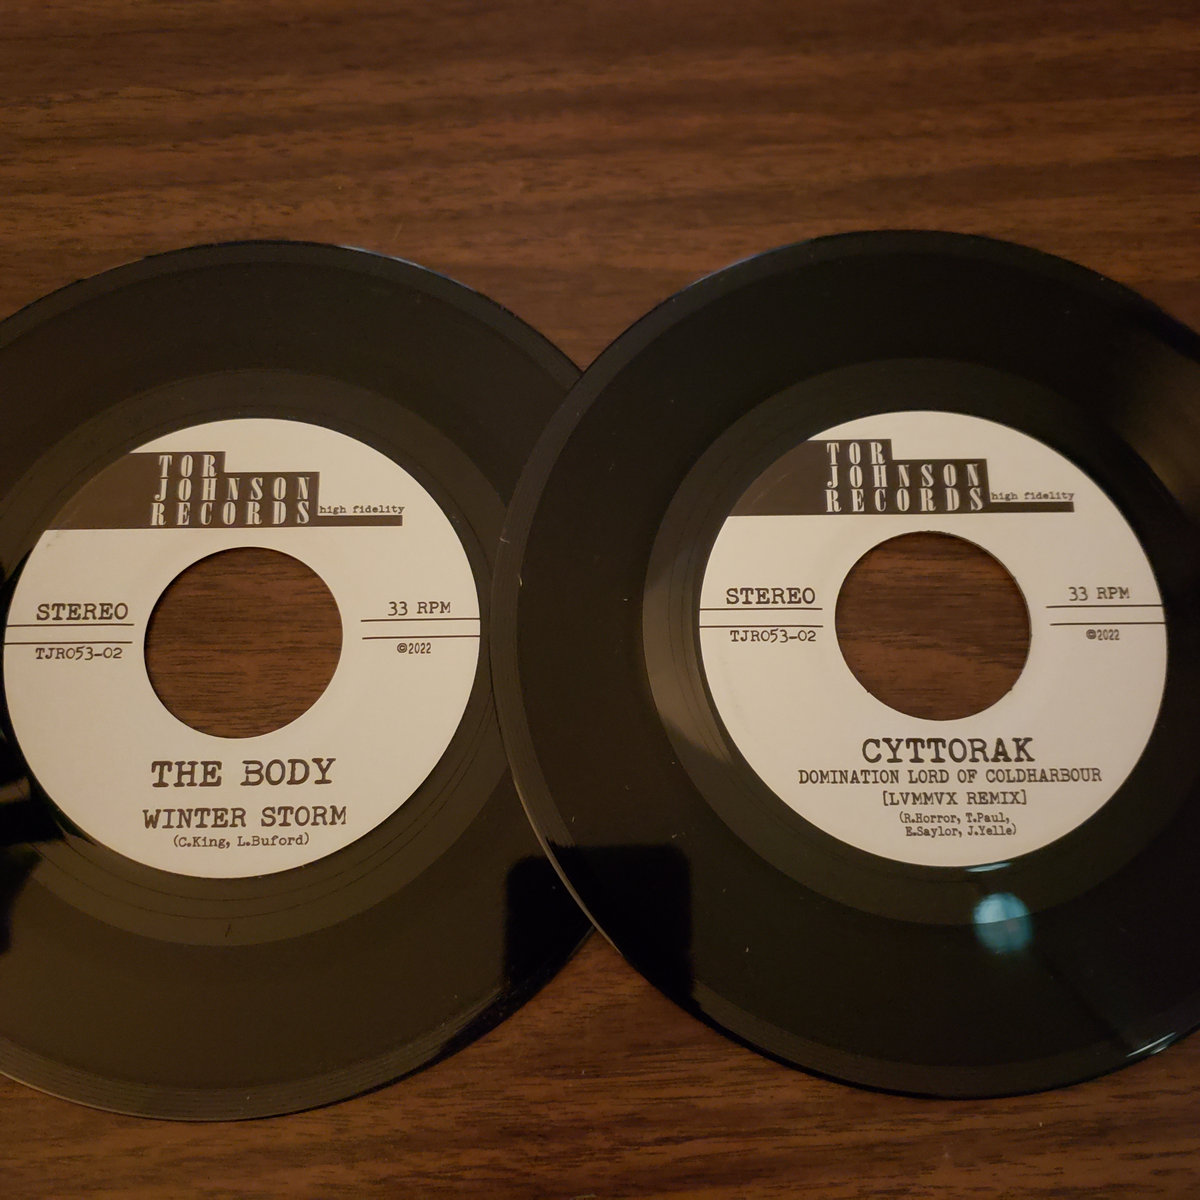 TOR
JOHNSON
RECORDS
high fidelity
STEREO
33 RPM
TJR053-02
©2022
THE BODY
WINTER STORM
(C.King, L.Buford)
TOR
JOHNSON
RECORDS
high fidelity
STEREO
33 RPM
TJR053-02
©2022
CYTTORAK
DOMINATION LORD OF COLDHARBOUR
[LVMMVX REMIX]
(R.Horror, T.Paul,
E.Saylor, J.Yelle)